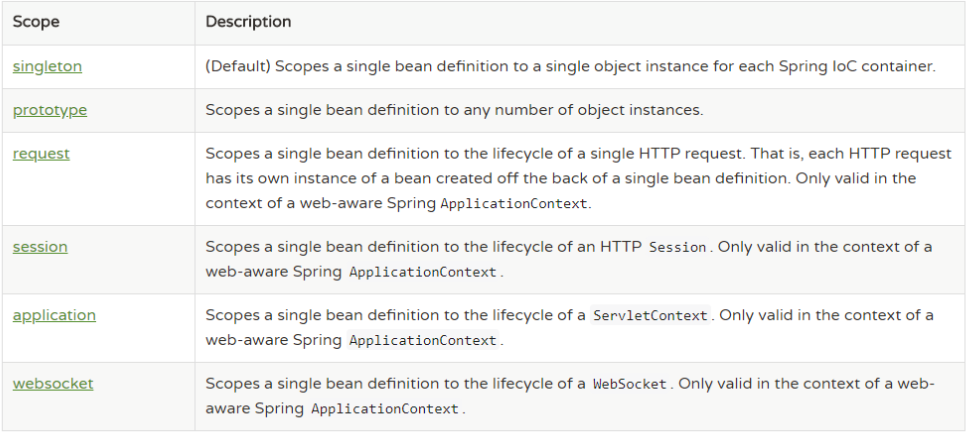 Scope Description
singleton (Default) Scopes a single bean definition to a single object instance for each Spring IoC container.
prototype Scopes a single bean definition to any number of object instances.
request Scopes a single bean definition to the lifecycle of a single HTTP request. That is, each HTTP request
has its own instance of a bean created off the back of a single bean definition. Only valid in the
context of a web-aware Spring ApplicationContext.
session Scopes a single bean definition to the lifecycle of an HTTP Session. Only valid in the context of a
web-aware Spring ApplicationContext.
application Scopes a single bean definition to the lifecycle of a ServletContext. Only valid in the context of a
web-aware Spring ApplicationContext.
websocket Scopes a single bean definition to the lifecycle of a WebSocket. Only valid in the context of a web-
aware Spring ApplicationContext.